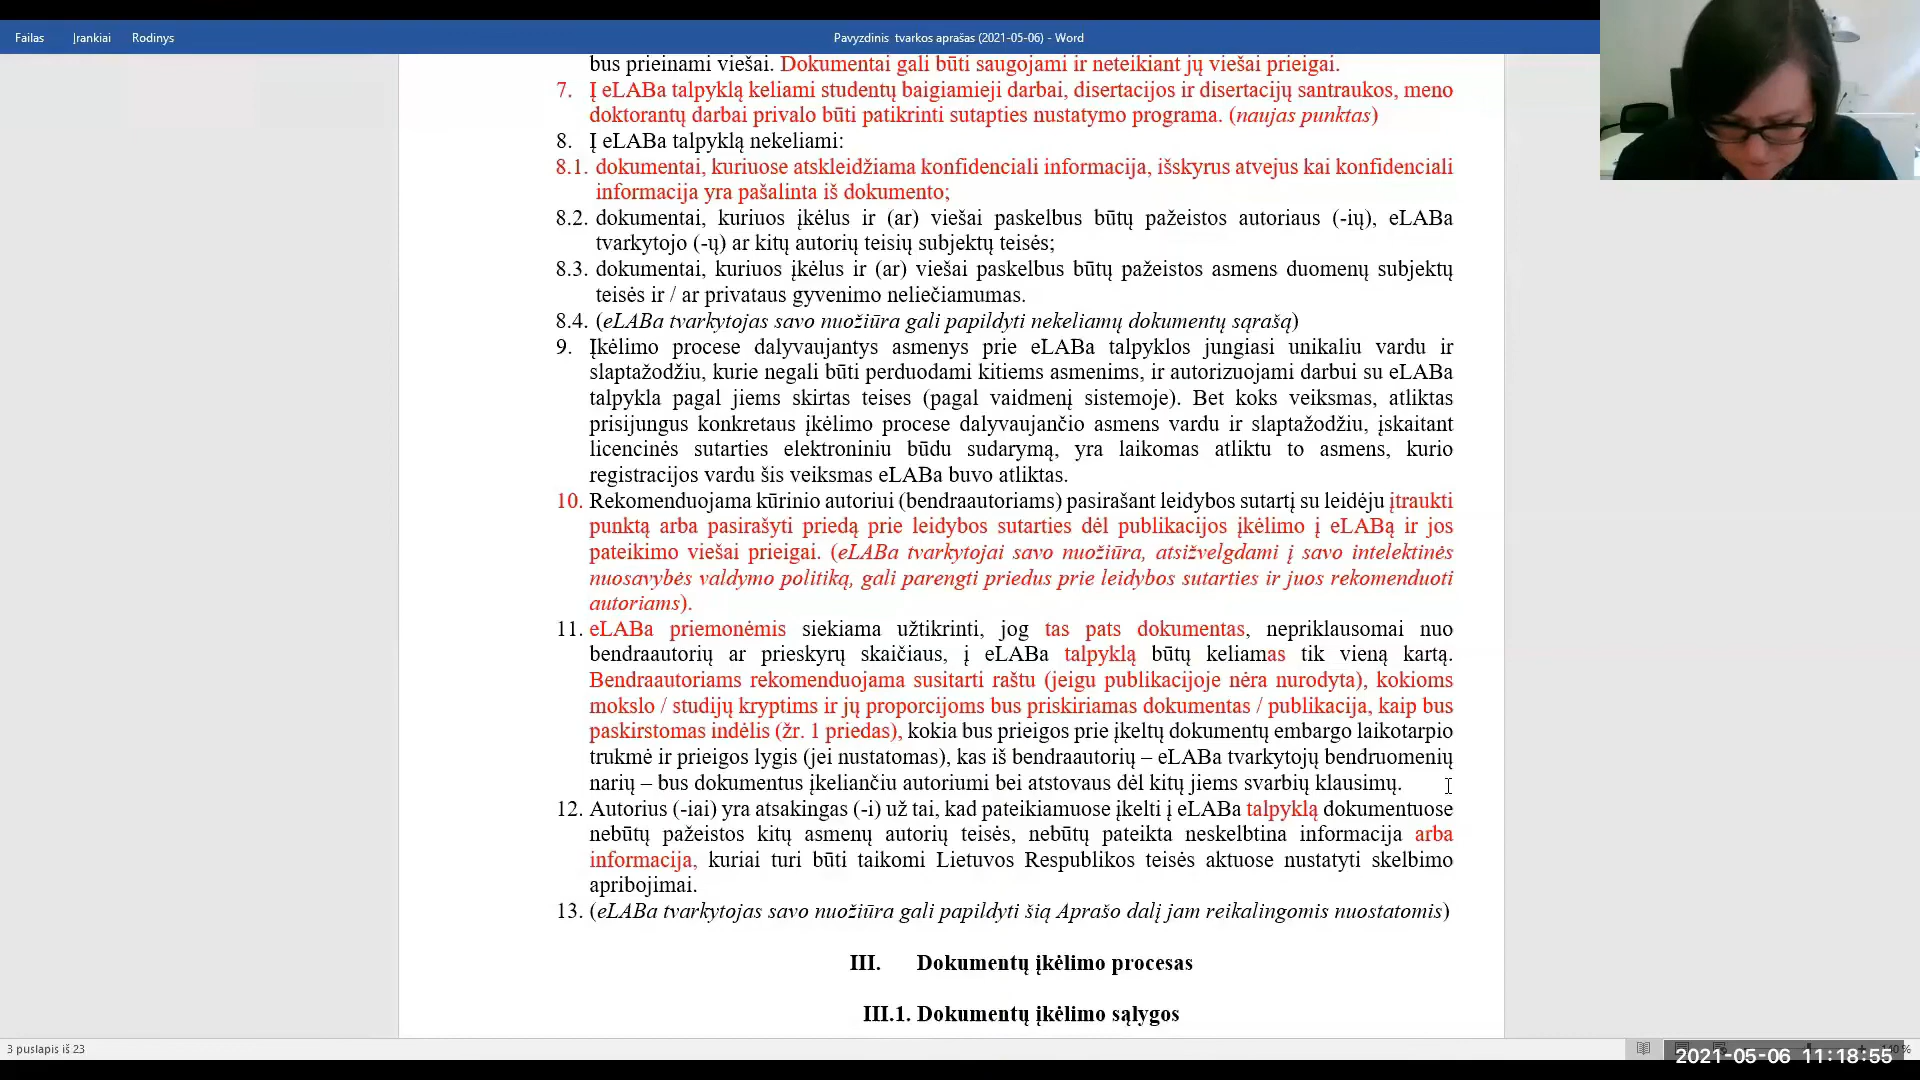 Failas Įrankiai Rodinys
Pavyzdinis tvarkos aprašas (2021-05-06) - Word
bus prieinami viešai. Dokumentai gali būti saugojami ir neteikiant jų viešai prieigai.
7. Į eLABa talpyklą keliami studentų baigiamieji darbai, disertacijos ir disertacijų santraukos, meno
doktorantų darbai privalo būti patikrinti sutapties nustatymo programa. (naujas punktas)
8. Į eLABa talpyklą nekeliami:
8.1. dokumentai, kuriuose atskleidžiama konfidenciali informacija, išskyrus atvejus kai konfidenciali
informacija yra pašalinta iš dokumento;
8.2. dokumentai, kuriuos įkėlus ir (ar) viešai paskelbus būtų pažeistos autoriaus (-ių), eLABa
tvarkytojo (-ų) ar kitų autorių teisių subjektų teisės;
8.3. dokumentai, kuriuos įkėlus ir (ar) viešai paskelbus būtų pažeistos asmens duomenų subjektų
teisės ir / ar privataus gyvenimo neliečiamumas.
8.4. (eLABa tvarkytojas savo nuožiūra gali papildyti nekeliamų dokumentų sąrašą)
9. Įkėlimo procese dalyvaujantys asmenys prie eLABa talpyklos jungiasi unikaliu vardu ir
slaptažodžiu, kurie negali būti perduodami kitiems asmenims, ir autorizuojami darbui su eLABa
talpykla pagal jiems skirtas teises (pagal vaidmenį sistemoje). Bet koks veiksmas, atliktas
prisijungus konkretaus įkėlimo procese dalyvaujančio asmens vardu ir slaptažodžiu, įskaitant
licencinės sutarties elektroniniu būdu sudarymą, yra laikomas atliktu to asmens, kurio
registracijos vardu šis veiksmas eLABa buvo atliktas.
10. Rekomenduojama kūrinio autoriui (bendraautoriams) pasirašant leidybos sutartį su leidėju įtraukti
punktą arba pasirašyti priedą prie leidybos sutarties dėl publikacijos įkėlimo į eLABą ir jos
pateikimo viešai prieigai. (eLABa tvarkytojai savo nuožiūra, atsižvelgdami į savo intelektinės
nuosavybės valdymo politiką, gali parengti priedus prie leidybos sutarties ir juos rekomenduoti
autoriams).
11. eLABa priemonėmis siekiama užtikrinti, jog tas pats dokumentas, nepriklausomai nuo
bendraautorių ar prieskyrų skaičiaus, į eLABa talpyklą būtų keliamas tik vieną kartą.
Bendraautoriams rekomenduojama susitarti raštu (jeigu publikacijoje nėra nurodyta), kokioms
mokslo / studijų kryptims ir jų proporcijoms bus priskiriamas dokumentas / publikacija, kaip bus
paskirstomas indėlis (žr. 1 priedas), kokia bus prieigos prie įkeltų dokumentų embargo laikotarpio
trukmė ir prieigos lygis (jei nustatomas), kas iš bendraautorių – eLABa tvarkytojų bendruomenių
narių – bus dokumentus įkeliančiu autoriumi bei atstovaus dėl kitų jiems svarbių klausimų.
12. Autorius (-iai) yra atsakingas (-i) už tai, kad pateikiamuose įkelti į eLABa talpyklą dokumentuose
nebūtų pažeistos kitų asmenų autorių teisės, nebūtų pateikta neskelbtina informacija arba
informacija, kuriai turi būti taikomi Lietuvos Respublikos teisės aktuose nustatyti skelbimo
apribojimai.
13. (eLABa tvarkytojas savo nuožiūra gali papildyti šią Aprašo dalį jam reikalingomis nuostatomis)
III. Dokumentų įkėlimo procesas
III.1. Dokumentų įkėlimo sąlygos
3 puslapis iš 23
2021-05-06 11:18:55